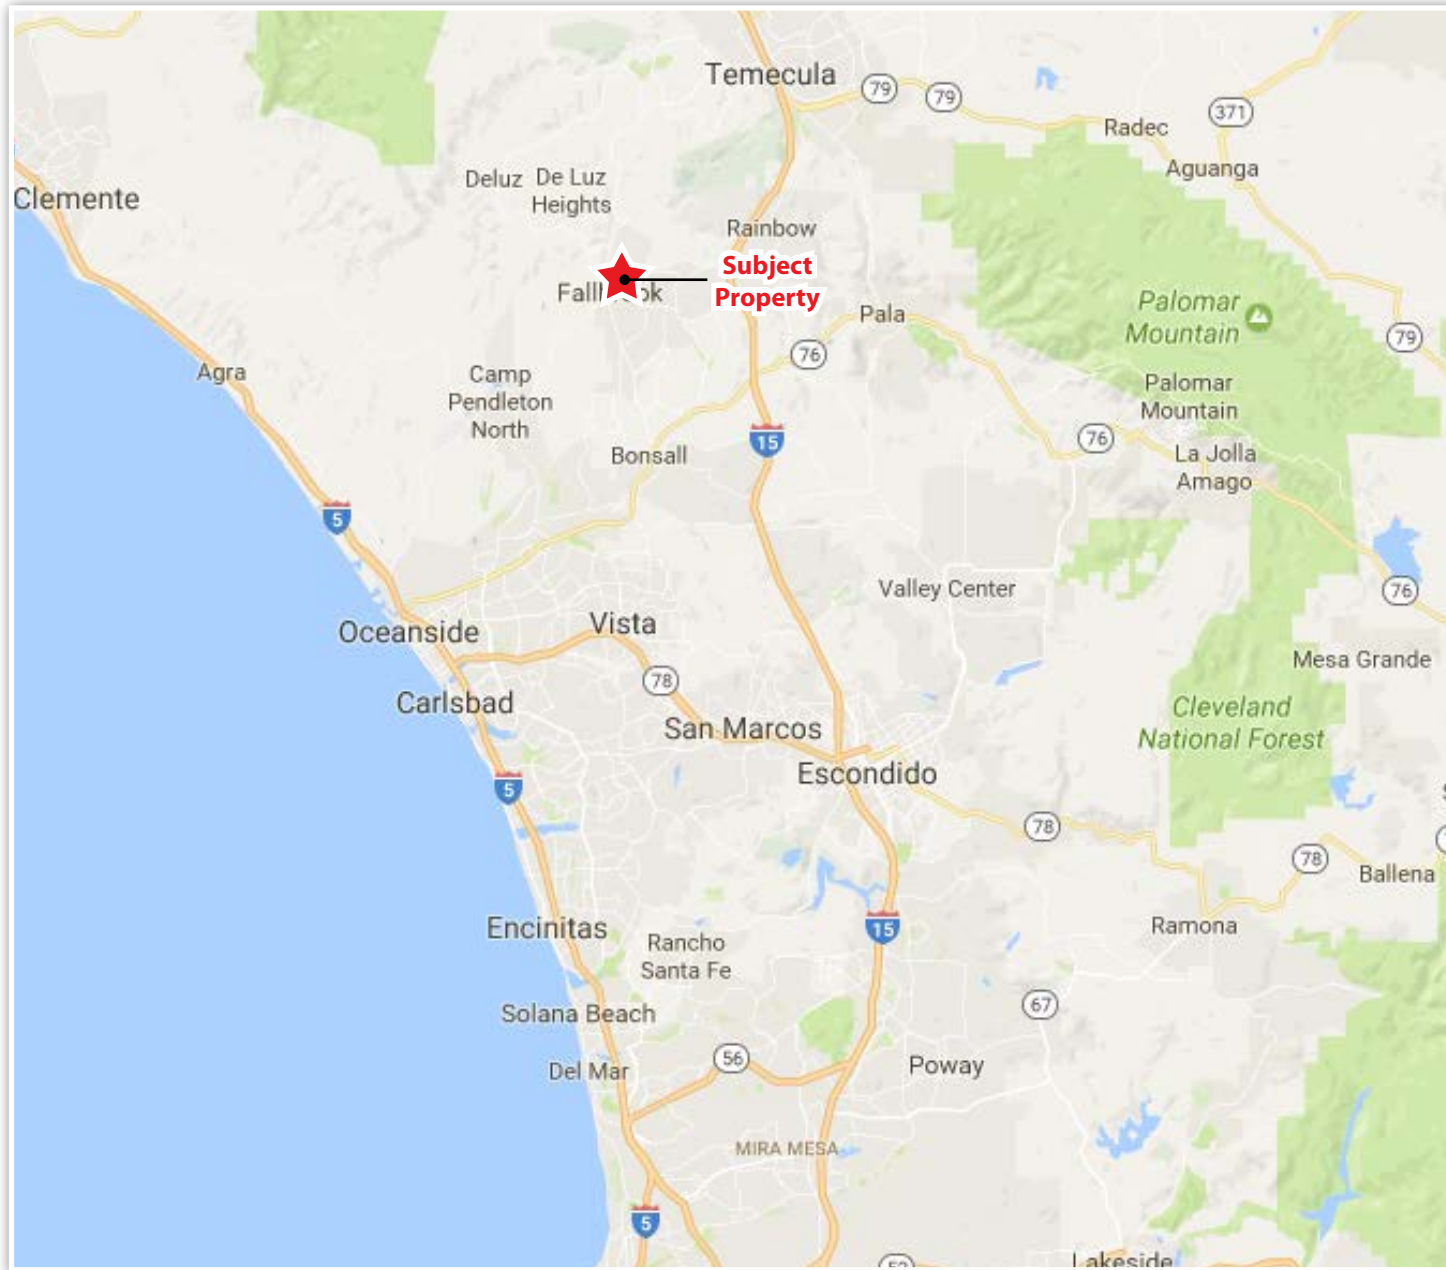 Temecula
79
79
371
Radec
Aguanga
Deluz
De Luz
Heights
Clemente
Rainbow
Subject
Property
Fallb ok
Pala
Palomar
Mountain
79
76
Agra
Camp
Pendleton
North
Palomar
Mountain
15
76
Bonsall
La Jolla
Amago
5
Valley Center
76
Oceanside
Vista
Mesa Grande
78
Carlsbad
San Marcos
Cleveland
National Forest
Escondido
5
78
78
Ballena
Encinitas
15
Ramona
Rancho
Santa Fe
67
Solana Beach
56
Poway
Del Mar
MIRA MESA
5
Lakeside